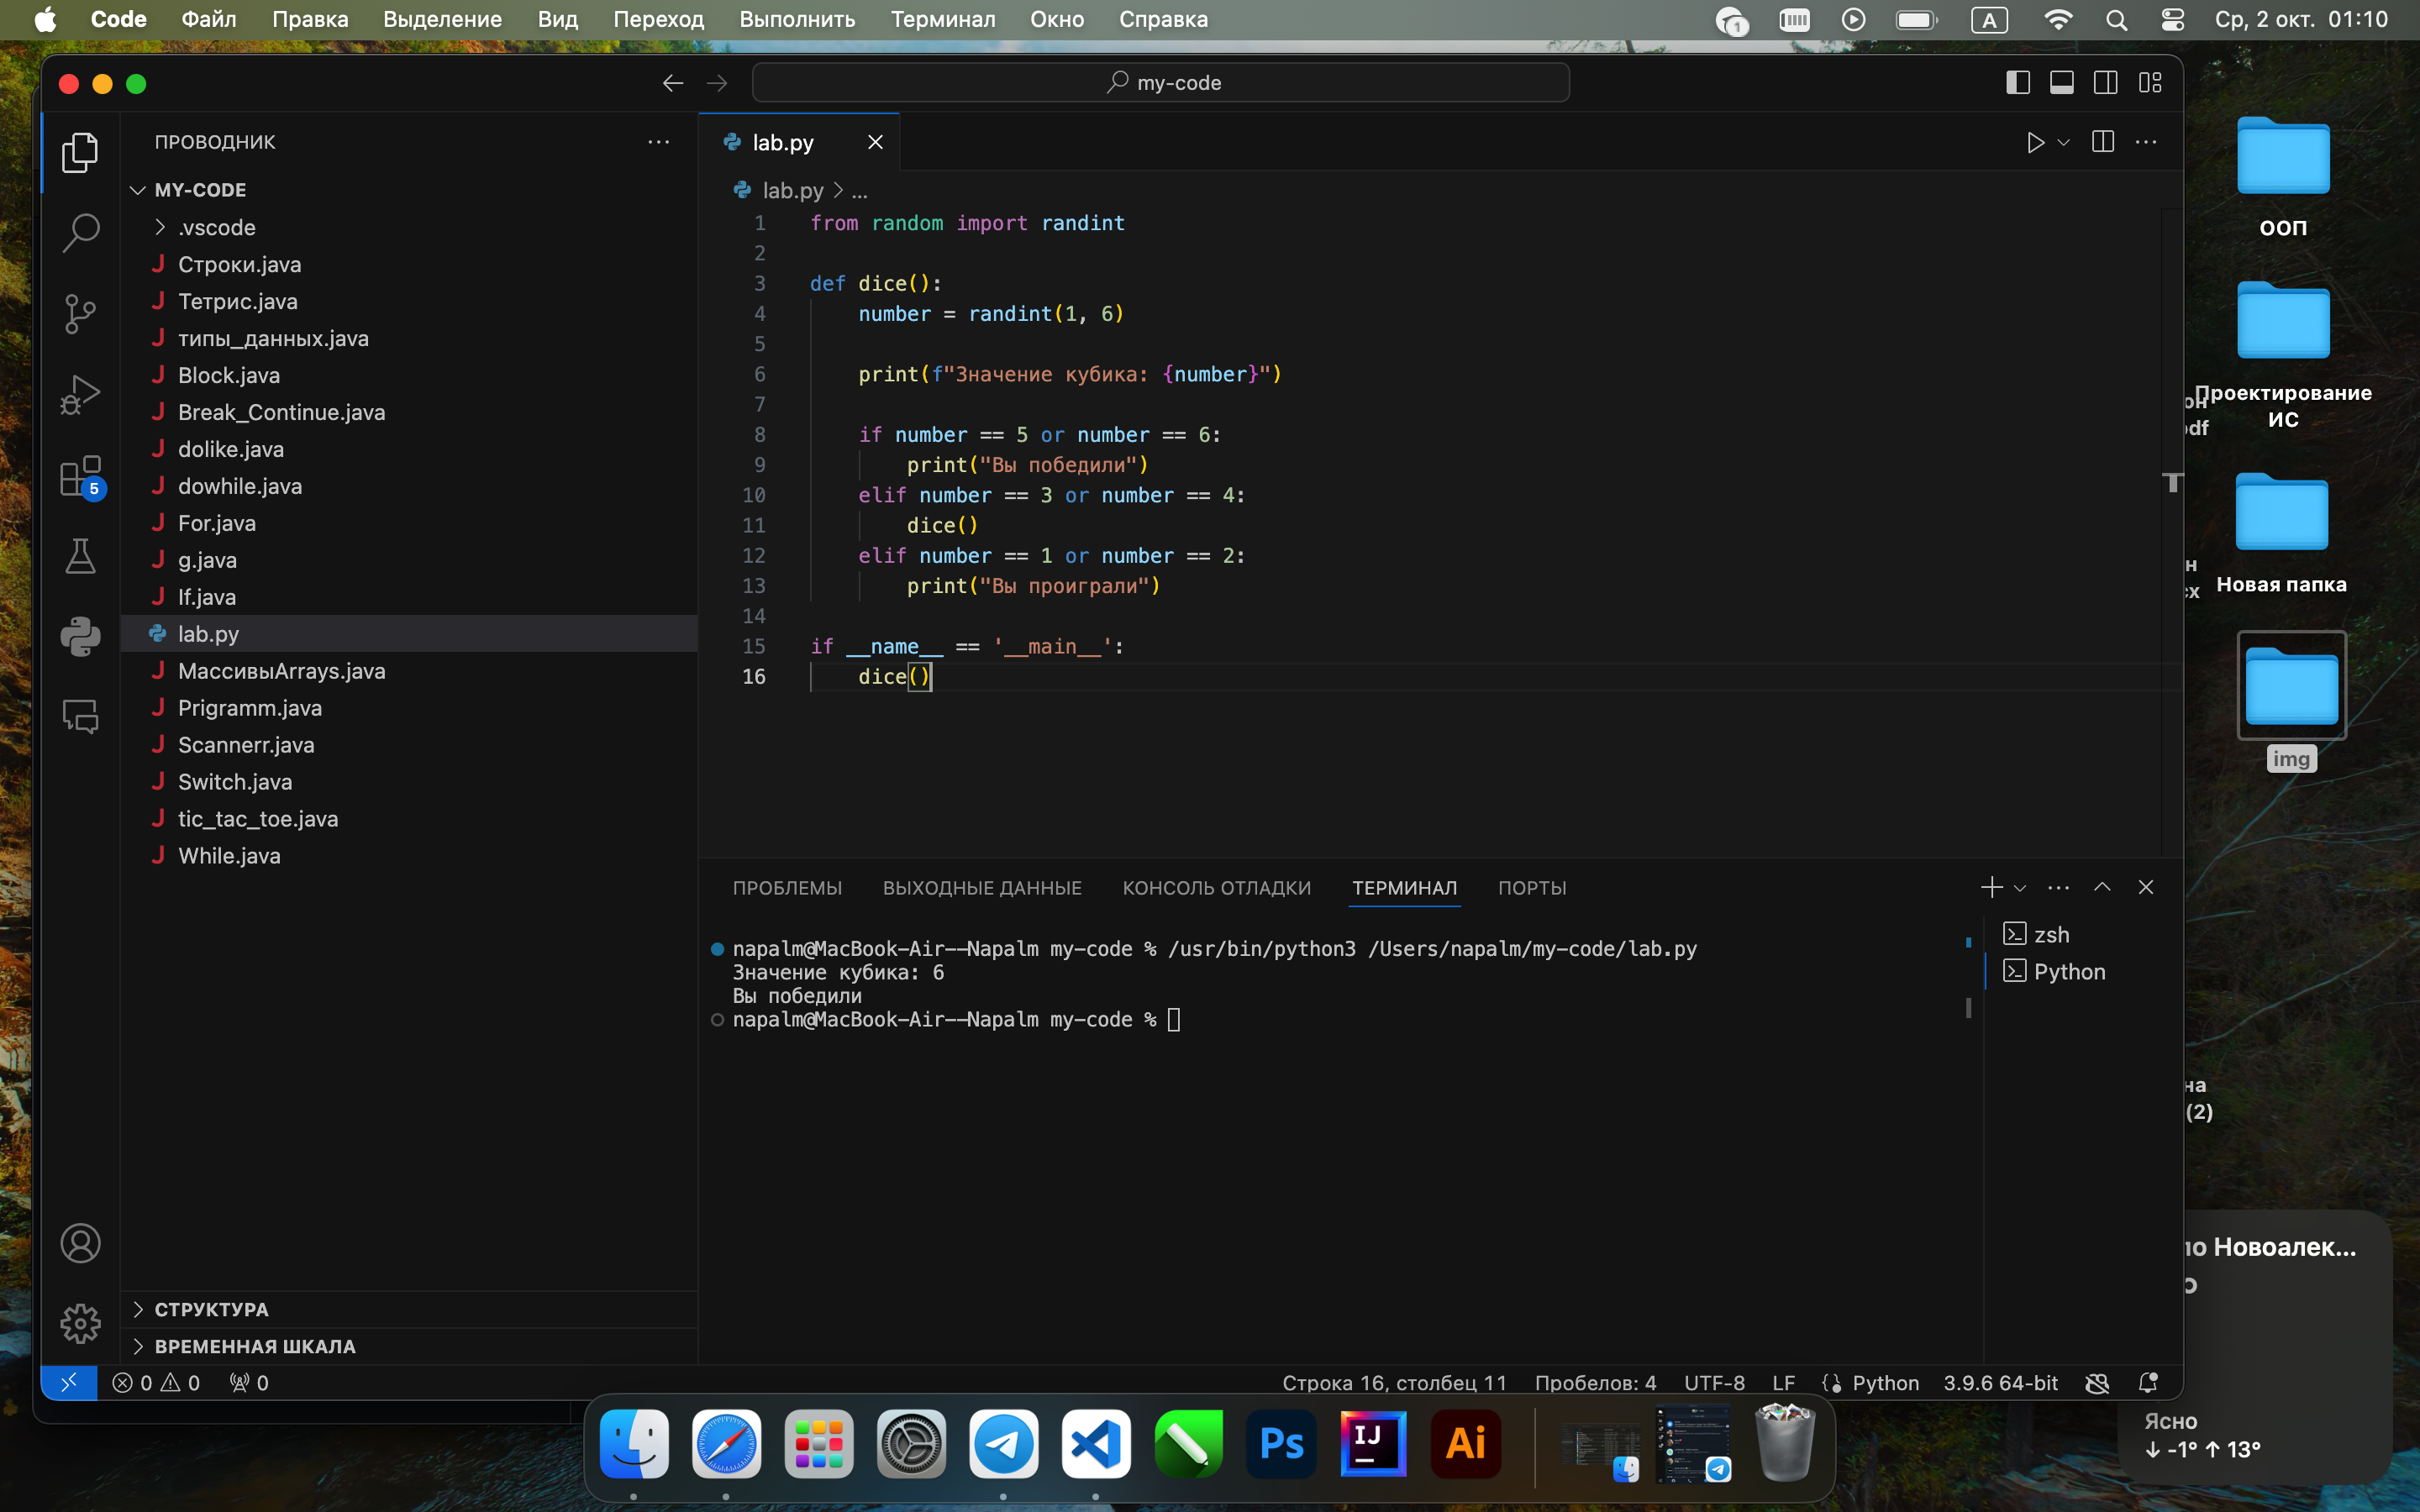 Code Файл Правка Выделение Вид Переход Выполнить Терминал Окно Справка
1 A Ср, 2 окт. 01:10
my-code
ПРОВОДНИК
MY-CODE
.vscode
Строки.java
Тетрис.java
типы_данных.java
Block.java
Break_Continue.java
dolike.java
dowhile.java
For.java
g.java
If.java
lab.py
МассивыArrays.java
Prigramm.java
Scannerr.java
Switch.java
tic_tac_toe.java
While.java
5
СТРУКТУРА
ВРЕМЕННАЯ ШКАЛА
lab.py
lab.py > ...
1 from random import randint
2
3 def dice():
4 number = randint(1, 6)
5
6 print(f"Значение кубика: {number}")
7
8 if number == 5 or number == 6:
9 print("Вы победили")
10 elif number == 3 or number == 4:
11 dice()
12 elif number == 1 or number == 2:
13 print("Вы проиграли")
14
15 if __name__ == '__main__':
16 dice()
ПРОБЛЕМЫ ВЫХОДНЫЕ ДАННЫЕ КОНСОЛЬ ОТЛАДКИ ТЕРМИНАЛ ПОРТЫ
napalm@MacBook-Air--Napalm my-code % /usr/bin/python3 /Users/napalm/my-code/lab.py
Значение кубика: 6
Вы победили
napalm@MacBook-Air--Napalm my-code %
zsh
Python
0 0 0
Строка 16, столбец 11 Пробелов: 4 UTF-8 LF Python 3.9.6 64-bit
ООП
Проектирование
ИС
Новая папка
img
(2)
Новоалек...
Ясно
↓ -1° ↑ 13°
Ps IJ Ai